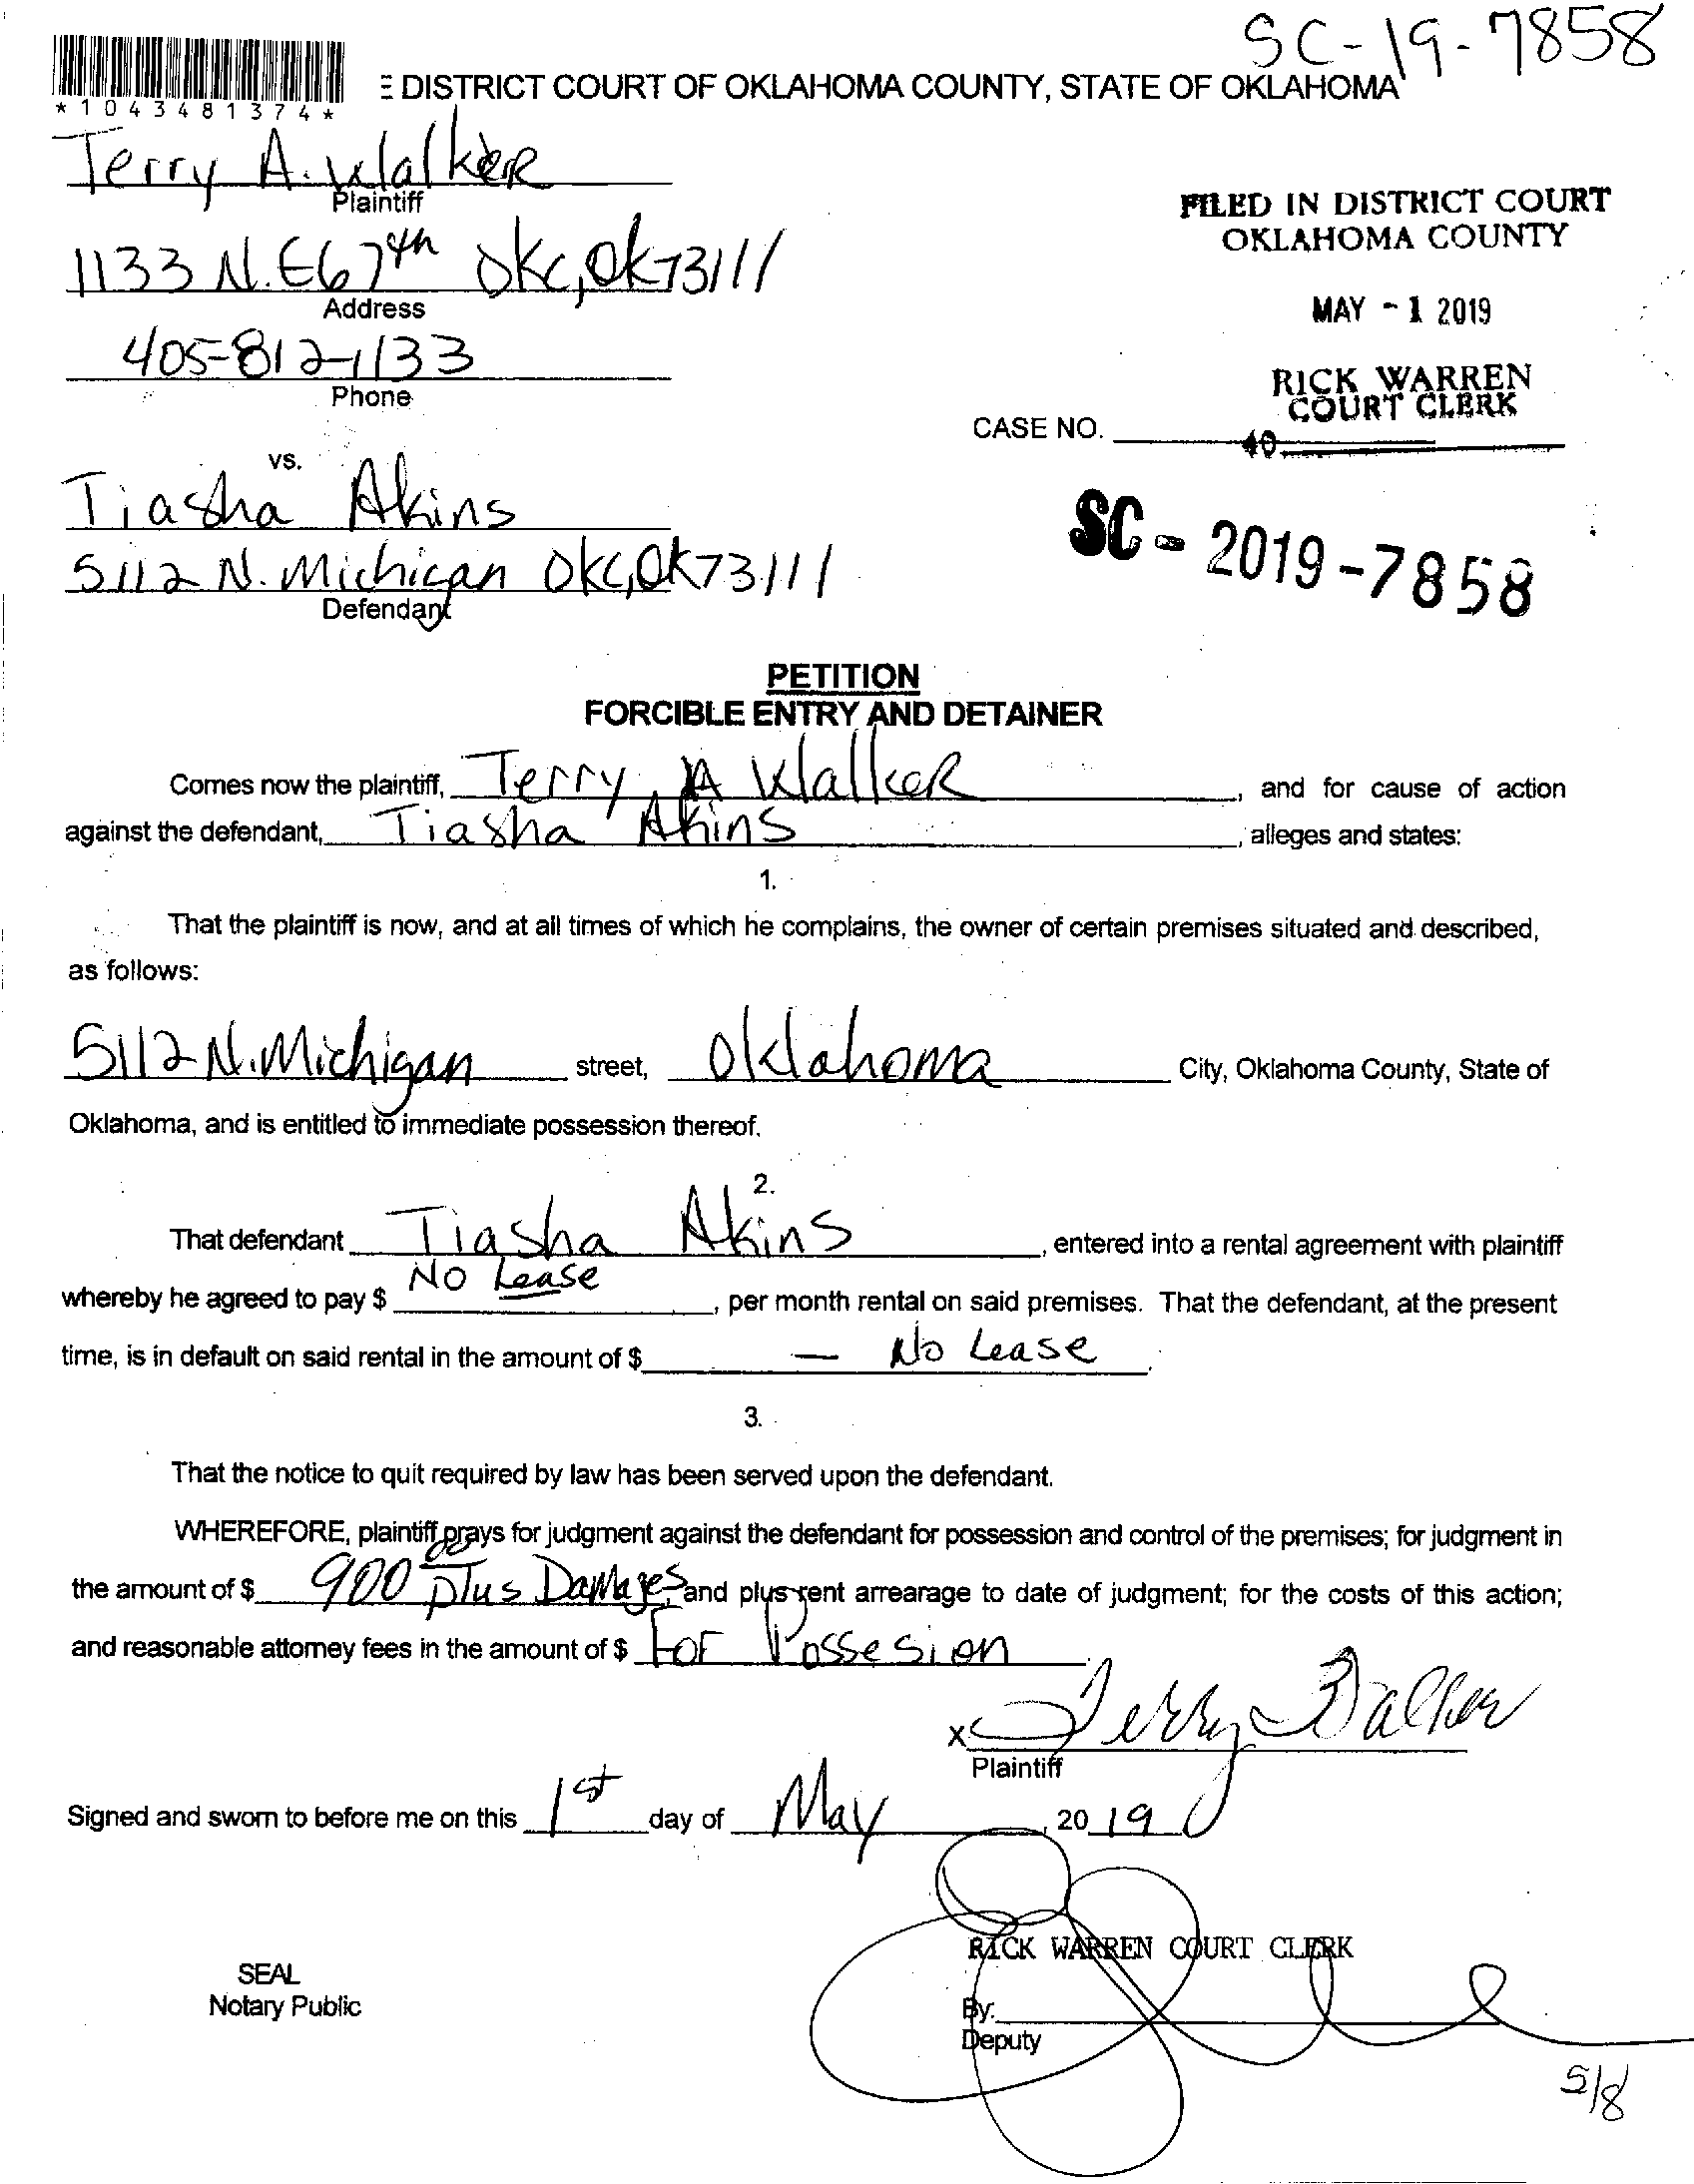 SC-19-7858
*1043481374*
E DISTRICT COURT OF OKLAHOMA COUNTY, STATE OF OKLAHOMA
Terry A. Walker
Plaintiff
FILED IN DISTRICT COURT
OKLAHOMA COUNTY
1133 N.E 67th OKC, OK 73111
Address
MAY - 1 2019
405-812-1133
Phone
RICK WARREN
COURT CLERK
CASE NO.
40
vs.
Tiasha Akins
SC - 2019-7858
5112 N. Michigan OKC, OK 73111
Defendant
PETITION
FORCIBLE ENTRY AND DETAINER
Comes now the plaintiff, Terry A Walker, and for cause of action
against the defendant, Tiasha Akins, alleges and states:
1.
That the plaintiff is now, and at all times of which he complains, the owner of certain premises situated and described,
as follows:
5112 N. Michigan street, Oklahoma City, Oklahoma County, State of
Oklahoma, and is entitled to immediate possession thereof.
2.
That defendant Tiasha Akins, entered into a rental agreement with plaintiff
whereby he agreed to pay $ No Lease, per month rental on said premises. That the defendant, at the present
time, is in default on said rental in the amount of $ — No Lease.
3.
That the notice to quit required by law has been served upon the defendant.
WHEREFORE, plaintiff prays for judgment against the defendant for possession and control of the premises; for judgment in
the amount of $ 900 00 plus Damages, and plus rent arrearage to date of judgment; for the costs of this action;
and reasonable attorney fees in the amount of $ For Possesion
x Terry Walker
Plaintiff
Signed and sworn to before me on this 1st day of May, 20 19
RICK WARREN COURT CLERK
SEAL
Notary Public
By:
Deputy
5/8